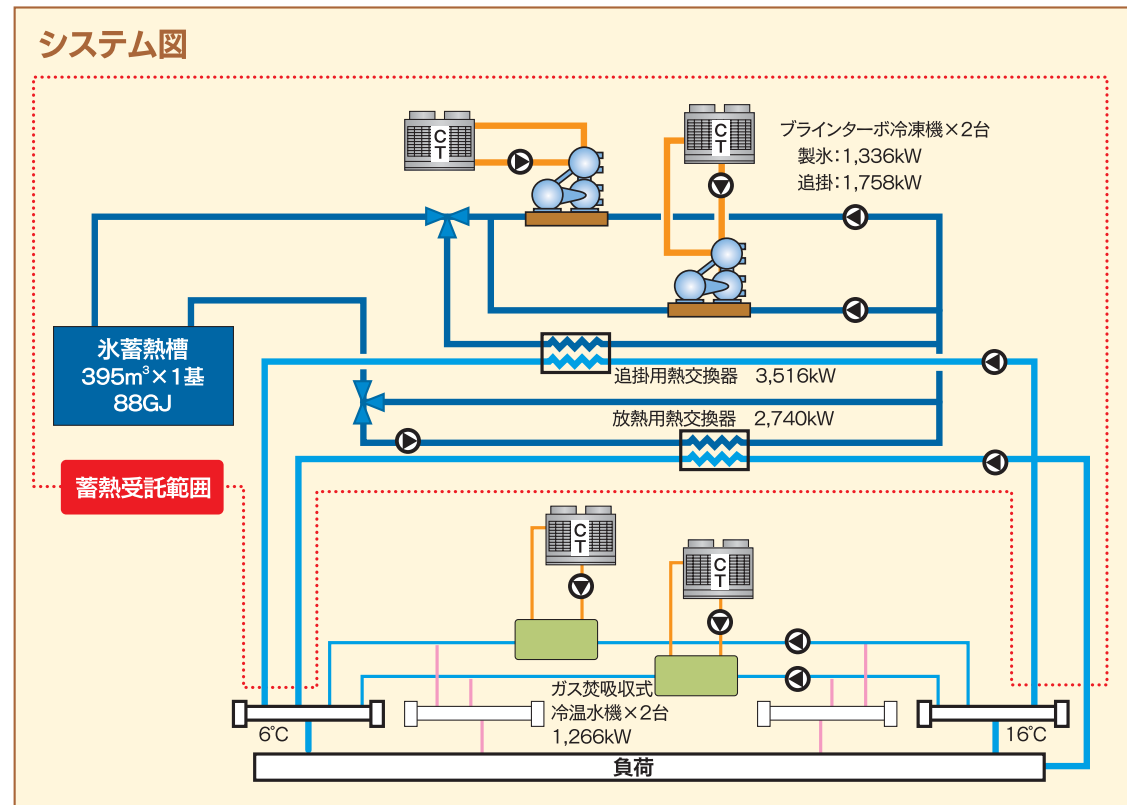 システム図
C
T
C
T
ブラインターボ冷凍機×2台
製氷:1,336kW
追掛:1,758kW
氷蓄熱槽
395m³×1基
88GJ
追掛用熱交換器 3,516kW
放熱用熱交換器 2,740kW
蓄熱受託範囲
C
T
C
T
ガス焚吸収式
冷温水機×2台
1,266kW
6℃
16℃
負荷